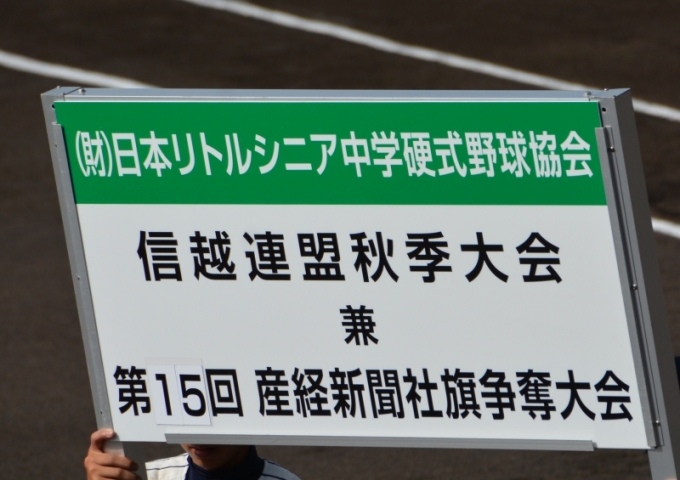 (財)日本リトルシニア中学硬式野球協会
信越連盟秋季大会
兼
第15回 産経新聞社旗争奪大会